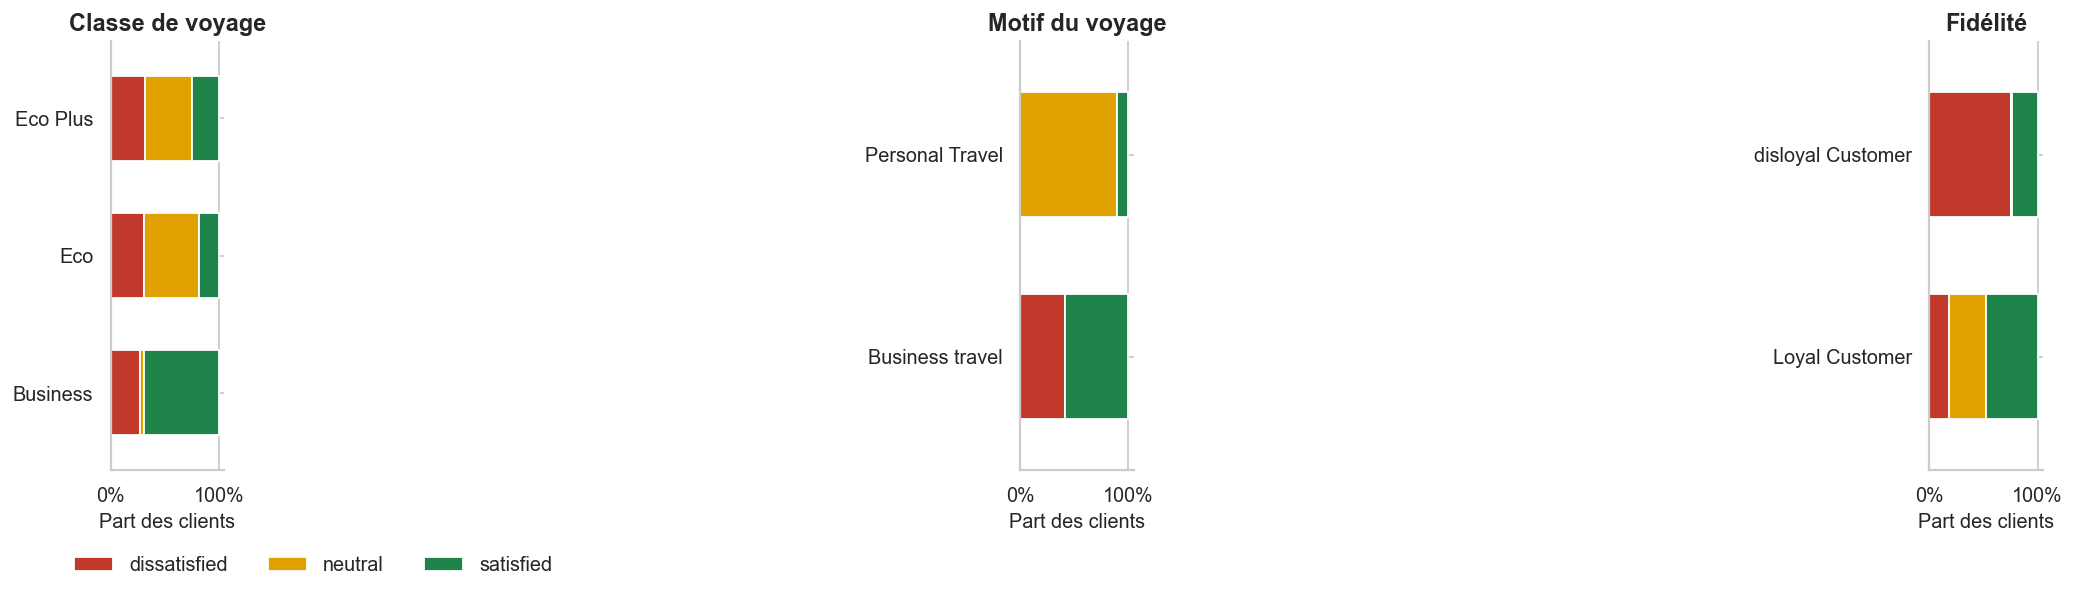 Classe de voyage
Eco Plus
Eco
Business
0% 100%
Part des clients
Motif du voyage
Personal Travel
Business travel
0% 100%
Part des clients
Fidélité
disloyal Customer
Loyal Customer
0% 100%
Part des clients
dissatisfied neutral satisfied